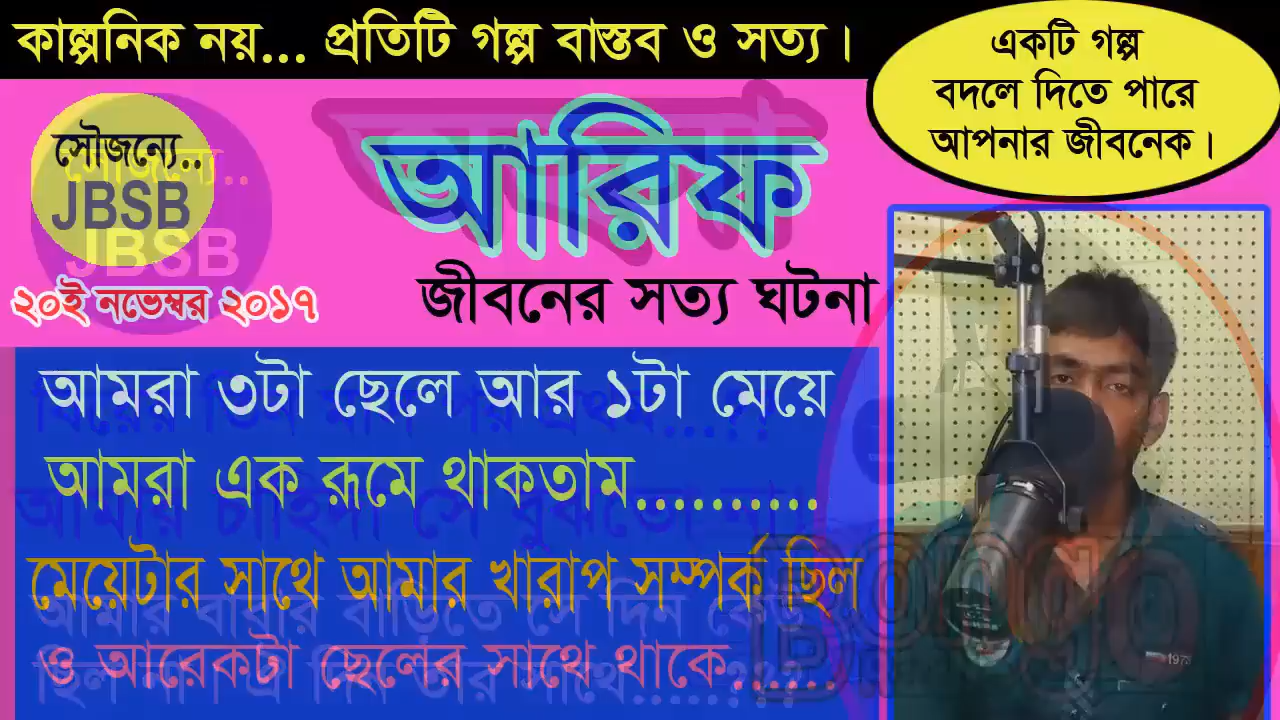 কাল্পনিক নয়... প্রতিটি গল্প বাস্তব ও সত্য।
একটি গল্প
বদলে দিতে পারে
আপনার জীবনেক।
সৌজন্যে..
JBSB
আরিফ
২০ই নভেম্বর ২০১৭
জীবনের সত্য ঘটনা
আমরা ৩টা ছেলে আর ১টা মেয়ে
আমরা এক রূমে থাকতাম..........
মেয়েটার সাথে আমার খারাপ সম্পর্ক ছিল
ও আরেকটা ছেলের সাথে থাকে......
1973